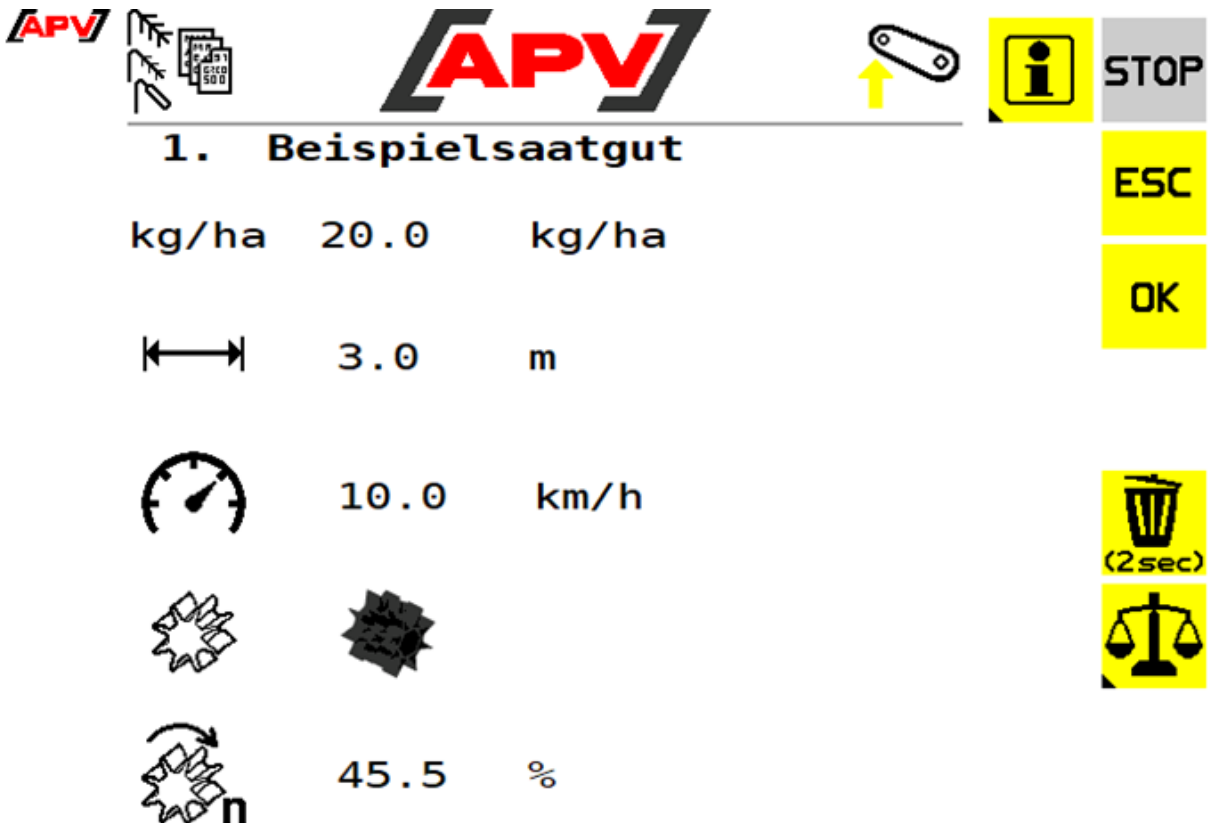 APV
APV
STOP
1. Beispielsaatgut
ESC
kg/ha 20.0 kg/ha
OK
3.0 m
10.0 km/h
(2sec)
45.5 %
n